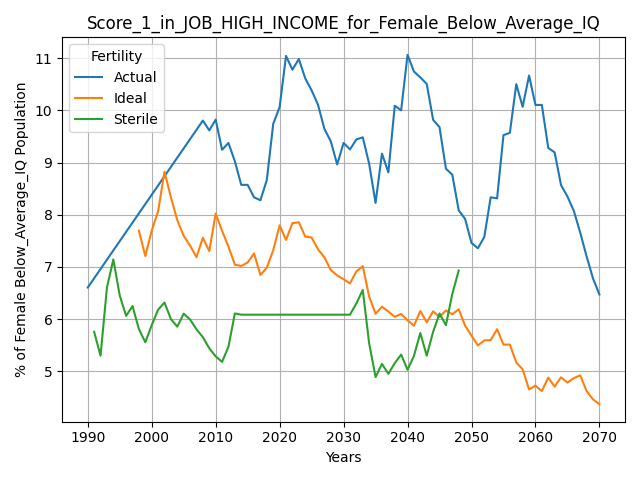 Score_1_in_JOB_HIGH_INCOME_for_Female_Below_Average_IQ
Fertility
Actual
Ideal
Sterile
% of Female Below_Average_IQ Population
11
10
9
8
7
6
5
1990 2000 2010 2020 2030 2040 2050 2060 2070
Years